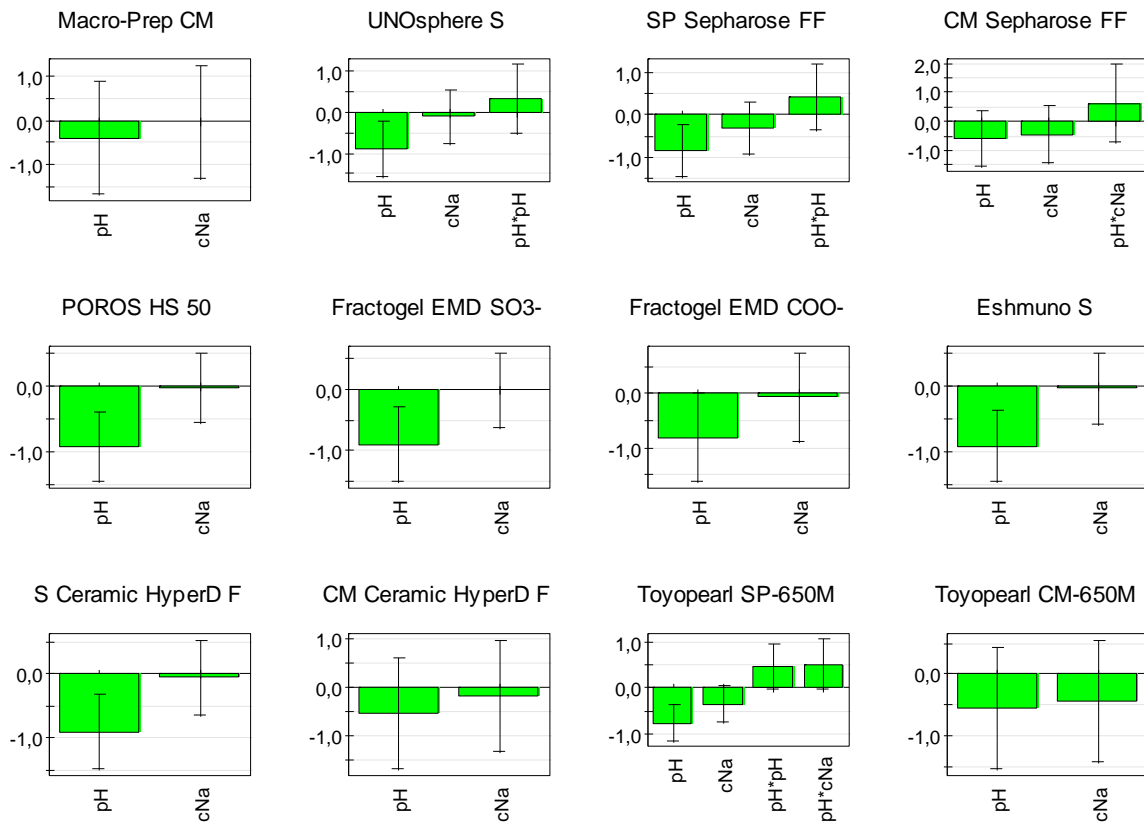 Macro-Prep CM
1,0
0,0
-1,0
pH
cNa
UNOsphere S
1,0
0,0
-1,0
pH
cNa
pH*pH
SP Sepharose FF
1,0
0,0
-1,0
pH
cNa
pH*pH
CM Sepharose FF
2,0
1,0
0,0
-1,0
pH
cNa
pH*cNa
POROS HS 50
0,0
-1,0
pH
cNa
Fractogel EMD SO3-
0,0
-1,0
pH
cNa
Fractogel EMD COO-
0,0
-1,0
pH
cNa
Eshmuno S
0,0
-1,0
pH
cNa
S Ceramic HyperD F
0,0
-1,0
pH
cNa
CM Ceramic HyperD F
1,0
0,0
-1,0
pH
cNa
Toyopearl SP-650M
1,0
0,0
-1,0
pH
cNa
pH*pH
pH*cNa
Toyopearl CM-650M
0,0
-1,0
pH
cNa